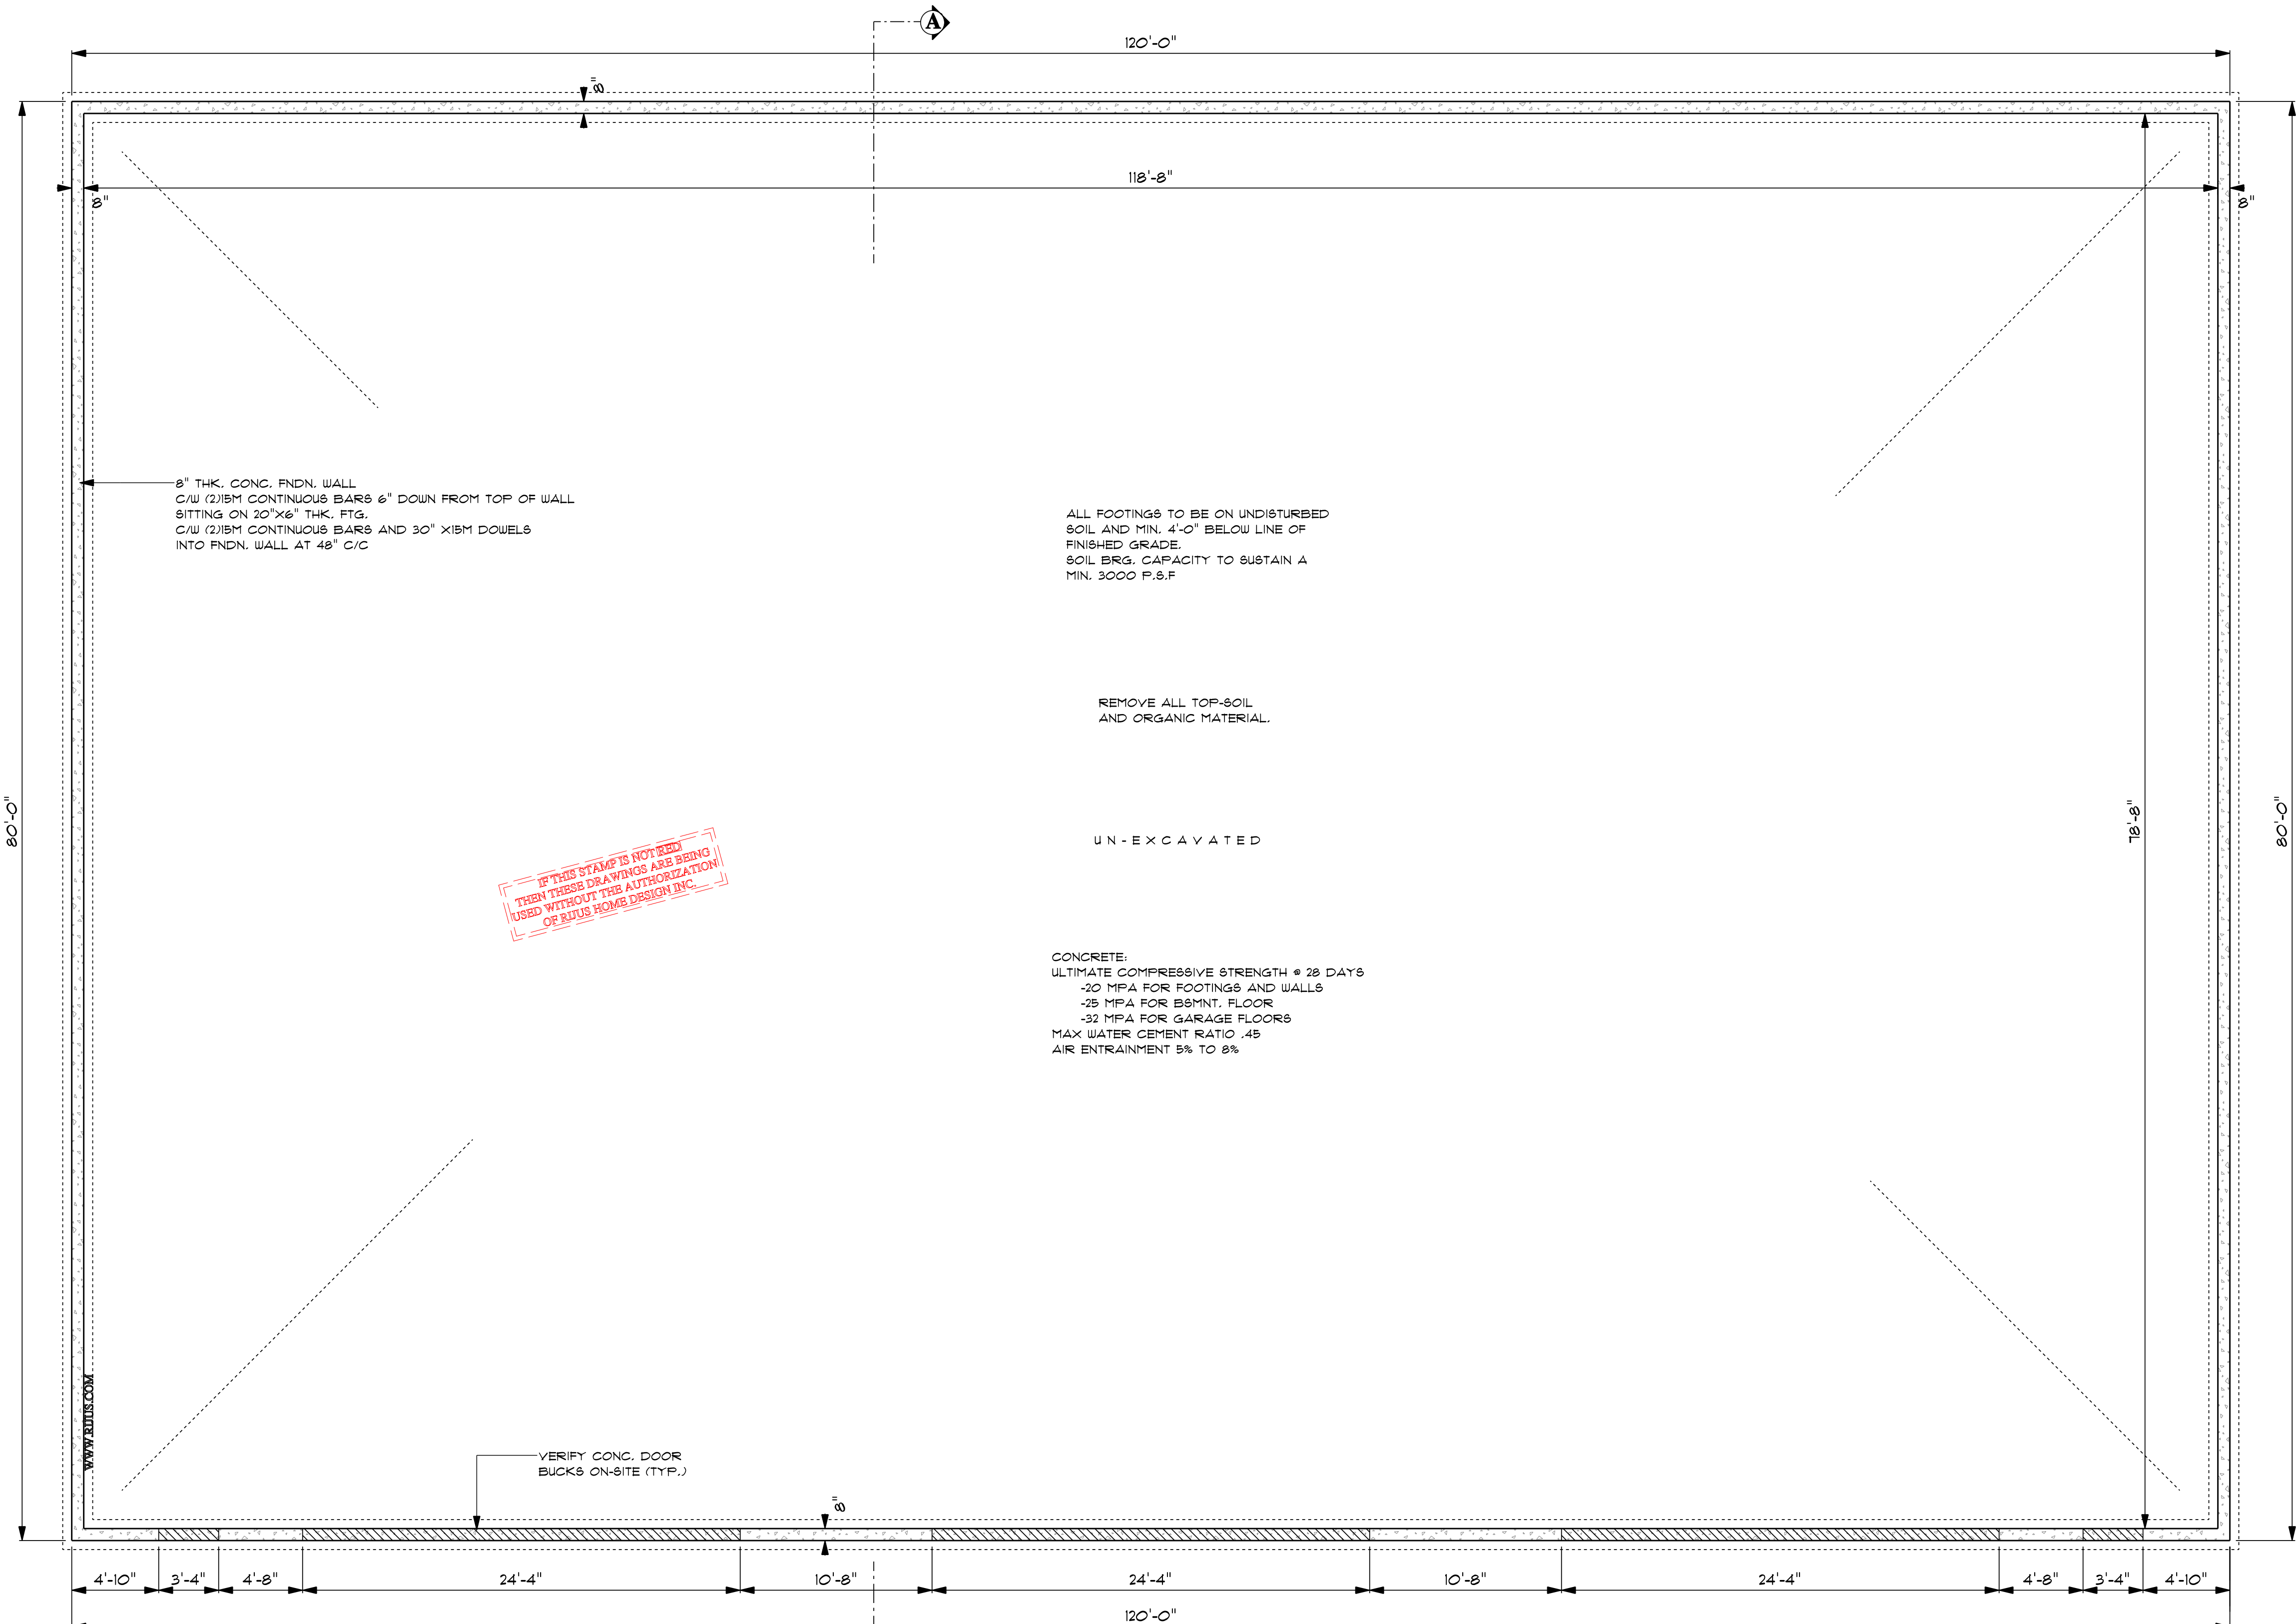 A
120'-0"
8"
118'-8"
8"
8"
8" THK. CONC. FNDN. WALL
C/W (2)15M CONTINUOUS BARS 6" DOWN FROM TOP OF WALL
SITTING ON 20"X6" THK. FTG.
C/W (2)15M CONTINUOUS BARS AND 30" X15M DOWELS
INTO FNDN. WALL AT 48" C/C
ALL FOOTINGS TO BE ON UNDISTURBED
SOIL AND MIN. 4'-0" BELOW LINE OF
FINISHED GRADE.
SOIL BRG. CAPACITY TO SUSTAIN A
MIN. 3000 P.S.F
REMOVE ALL TOP-SOIL
AND ORGANIC MATERIAL.
80'-0"
78'-8"
80'-0"
UN-EXCAVATED
IF THIS STAMP IS NOT RED
THEN THESE DRAWINGS ARE BEING
USED WITHOUT THE AUTHORIZATION
OF RIJUS HOME DESIGN INC.
CONCRETE:
ULTIMATE COMPRESSIVE STRENGTH @ 28 DAYS
-20 MPA FOR FOOTINGS AND WALLS
-25 MPA FOR BSMNT. FLOOR
-32 MPA FOR GARAGE FLOORS
MAX WATER CEMENT RATIO .45
AIR ENTRAINMENT 5% TO 8%
WWW.RIJUS.COM
VERIFY CONC. DOOR
BUCKS ON-SITE (TYP.)
8"
4'-10" 3'-4" 4'-8" 24'-4" 10'-8" 24'-4" 10'-8" 24'-4" 4'-8" 3'-4" 4'-10"
120'-0"